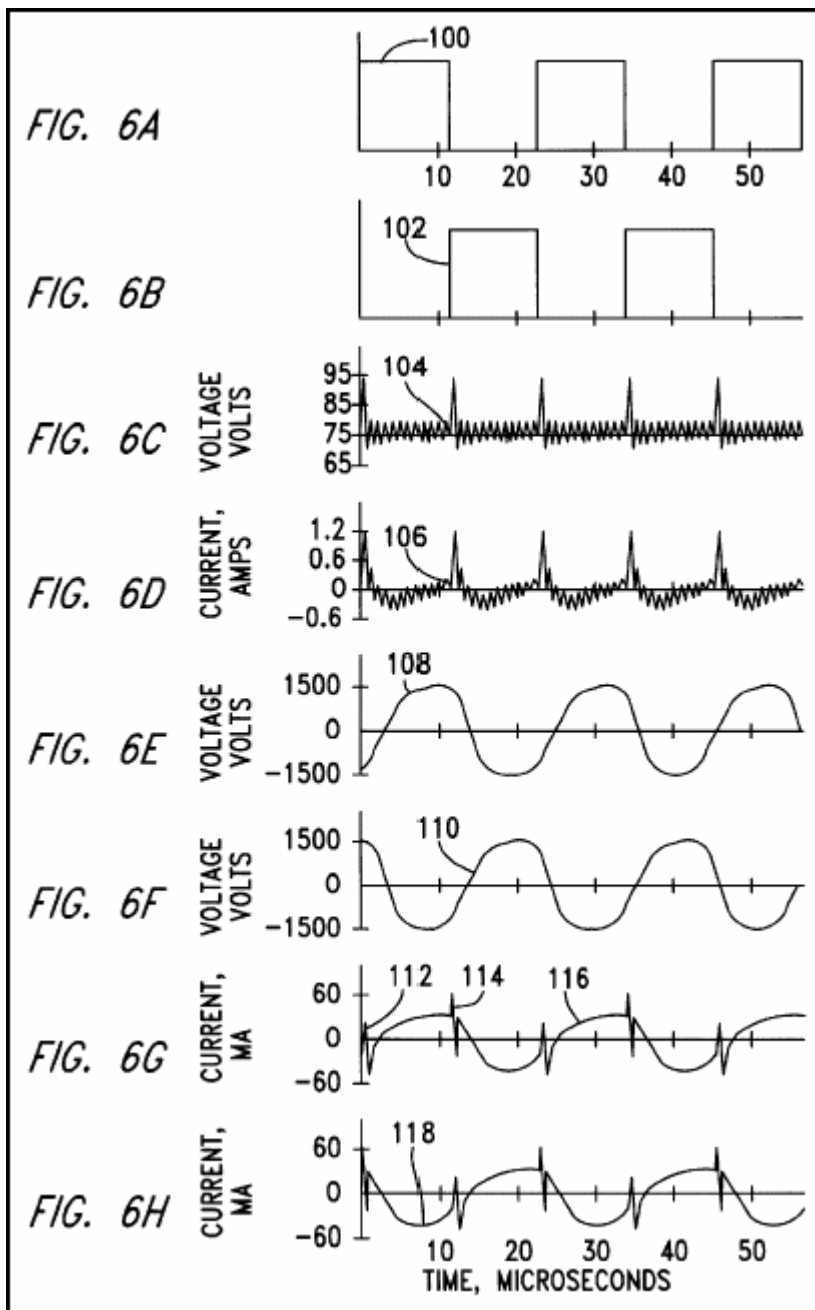 FIG. 6A
100
10 20 30 40 50
FIG. 6B
102
FIG. 6C
VOLTAGE
VOLTS
95
85
75
65
104
FIG. 6D
CURRENT,
AMPS
1.2
0.6
0
-0.6
106
FIG. 6E
VOLTAGE
VOLTS
1500
0
-1500
108
FIG. 6F
VOLTAGE
VOLTS
1500
0
-1500
110
FIG. 6G
CURRENT,
MA
60
0
-60
112 114 116
FIG. 6H
CURRENT,
MA
60
0
-60
118
10 20 30 40 50
TIME, MICROSECONDS